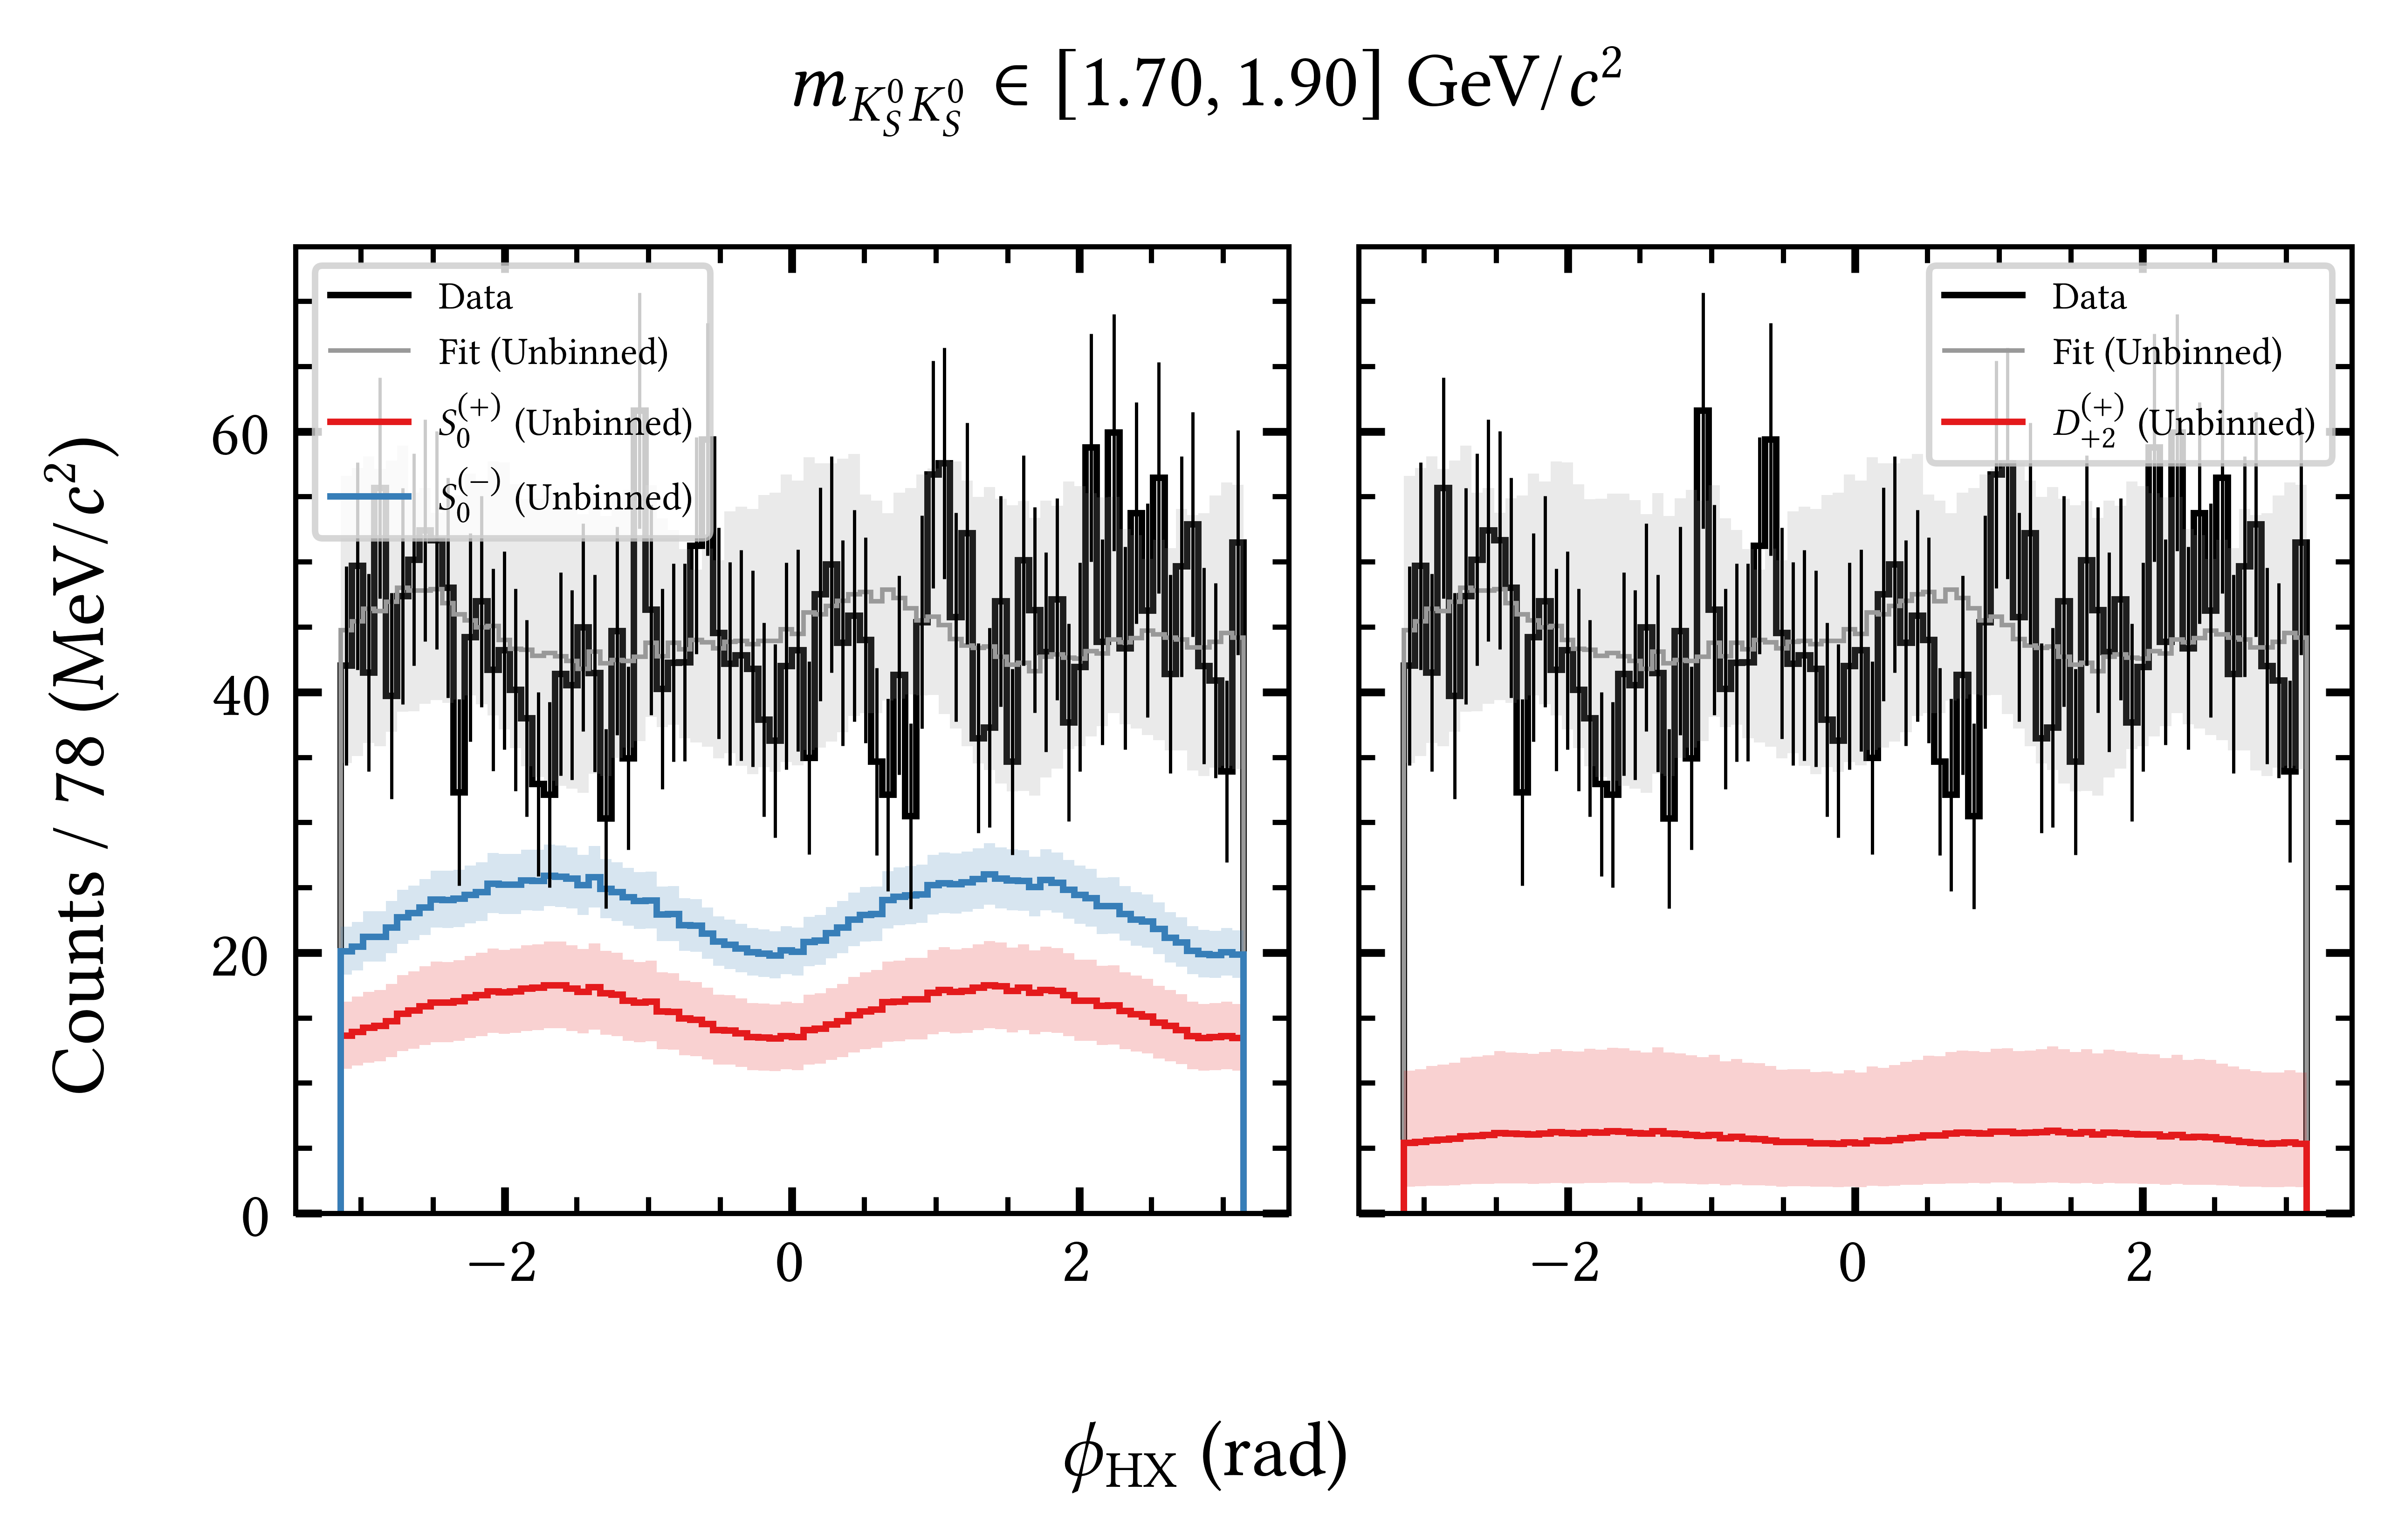 m_{K_S^0 K_S^0} ∈ [1.70, 1.90] GeV/c²
Counts / 78 (MeV/c²)
Data
Fit (Unbinned)
S_0^{(+)} (Unbinned)
S_0^{(−)} (Unbinned)
Data
Fit (Unbinned)
D_{+2}^{(+)} (Unbinned)
60
40
20
0
−2 0 2
−2 0 2
ϕ_{HX} (rad)